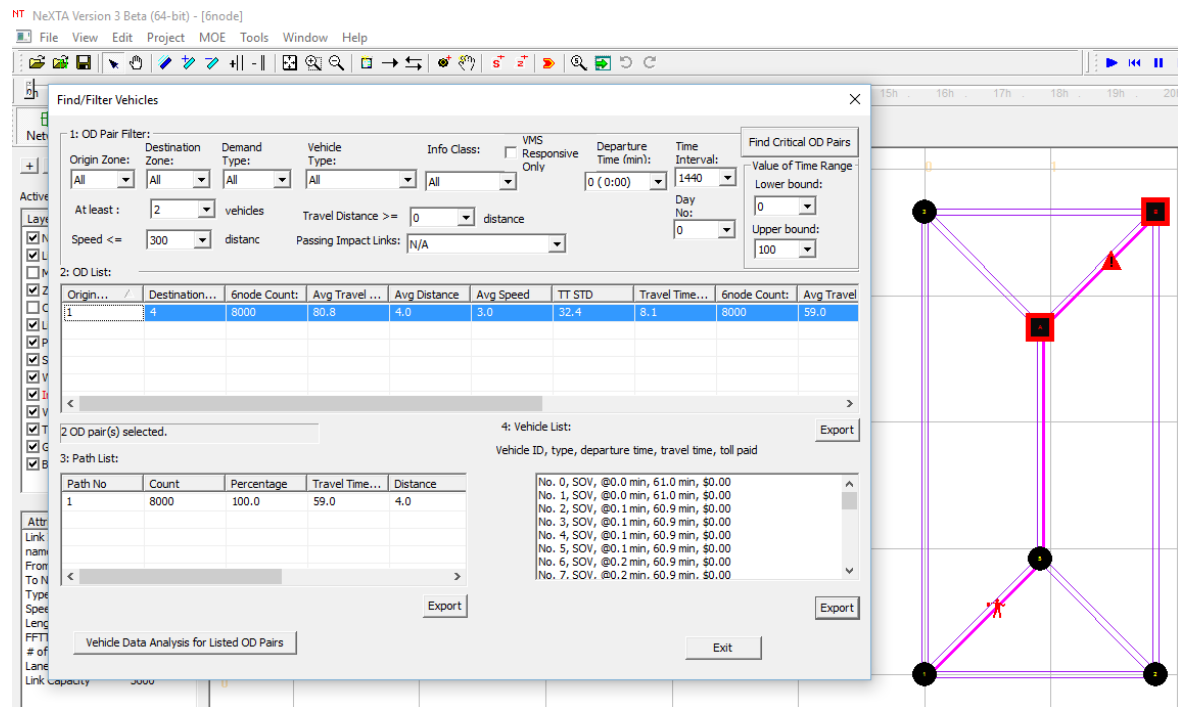 NeXTA Version 3 Beta (64-bit) - [6node]
File View Edit Project MOE Tools Window Help
Find/Filter Vehicles
15h 16h 17h 18h 19h
1: OD Pair Filter:
Origin Zone: Destination Zone: Demand Type: Vehicle Type: Info Class: VMS Responsive Only Departure Time (min): Time Interval: Find Critical OD Pairs
All All All All All 0 ( 0:00) 1440
Value of Time Range
Lower bound:
0
At least : 2 vehicles Travel Distance >= 0 distance Day No: 0
Upper bound:
100
Speed <= 300 distanc Passing Impact Links: N/A
2: OD List:
Origin... Destination... 6node Count: Avg Travel ... Avg Distance Avg Speed TT STD Travel Time... 6node Count: Avg Travel
1 4 8000 80.8 4.0 3.0 32.4 8.1 8000 59.0
2 OD pair(s) selected.
4: Vehicle List:
Export
Vehicle ID, type, departure time, travel time, toll paid
3: Path List:
Path No Count Percentage Travel Time... Distance
1 8000 100.0 59.0 4.0
No. 0, SOV, @0.0 min, 61.0 min, $0.00
No. 1, SOV, @0.0 min, 61.0 min, $0.00
No. 2, SOV, @0.1 min, 60.9 min, $0.00
No. 3, SOV, @0.1 min, 60.9 min, $0.00
No. 4, SOV, @0.1 min, 60.9 min, $0.00
No. 5, SOV, @0.1 min, 60.9 min, $0.00
No. 6, SOV, @0.2 min, 60.9 min, $0.00
No. 7, SOV, @0.2 min, 60.9 min, $0.00
Export Export
Vehicle Data Analysis for Listed OD Pairs
Exit
Active
Attr
Link
name
From
To N
Type
Spee
Leng
FFTT
# of
Lane
Link Capacity